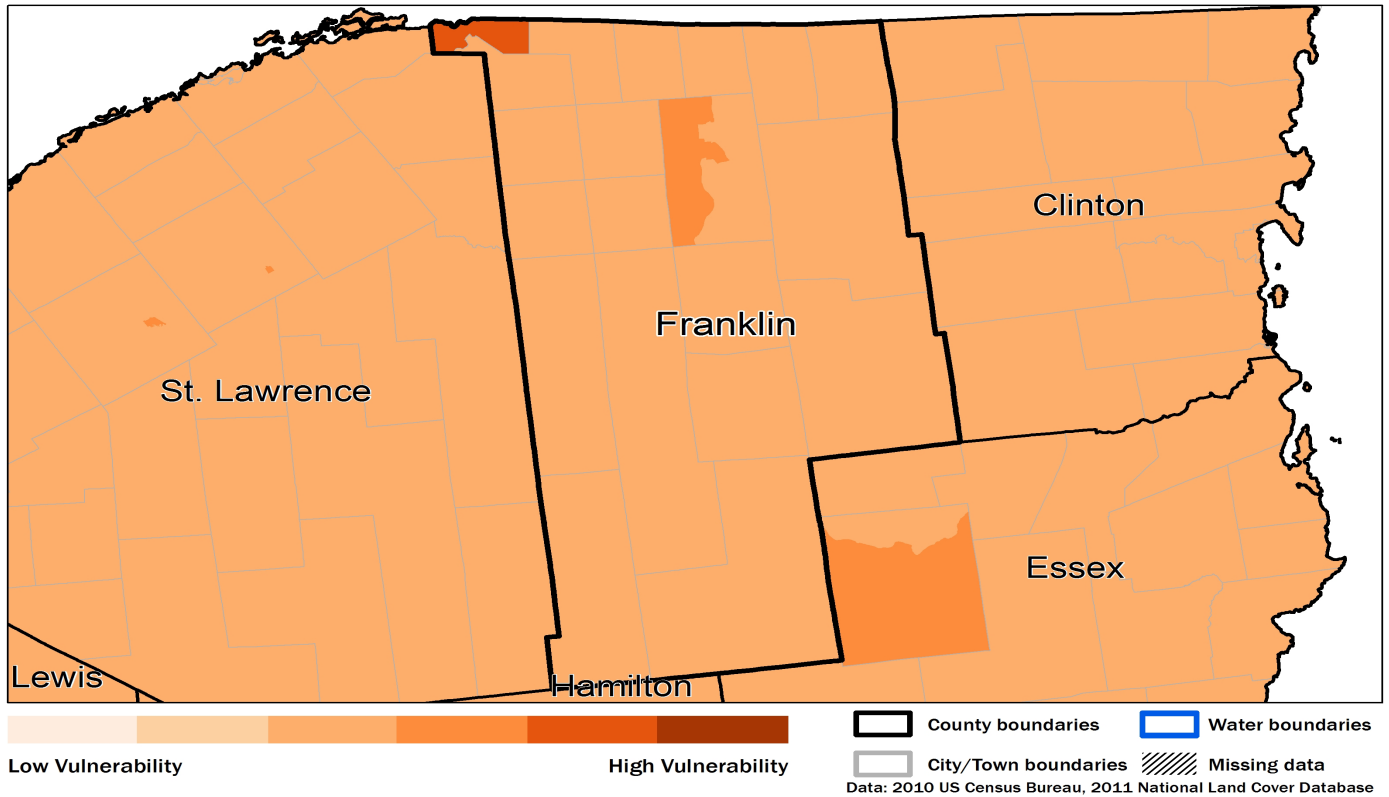 Clinton
Franklin
St. Lawrence
Essex
Lewis
Hamilton
Low Vulnerability
High Vulnerability
County boundaries
Water boundaries
City/Town boundaries
Missing data
Data: 2010 US Census Bureau, 2011 National Land Cover Database